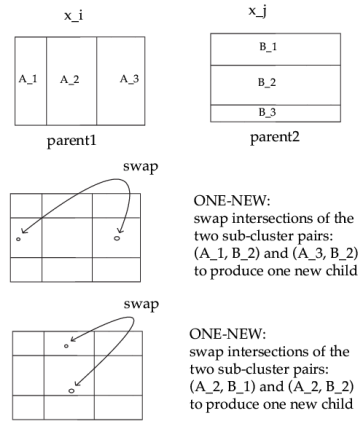 x_i
x_j
A_1 A_2 A_3
B_1
B_2
B_3
parent1
parent2
swap
ONE-NEW:
swap intersections of the
two sub-cluster pairs:
(A_1, B_2) and (A_3, B_2)
to produce one new child
swap
ONE-NEW:
swap intersections of the
two sub-cluster pairs:
(A_2, B_1) and (A_2, B_2)
to produce one new child